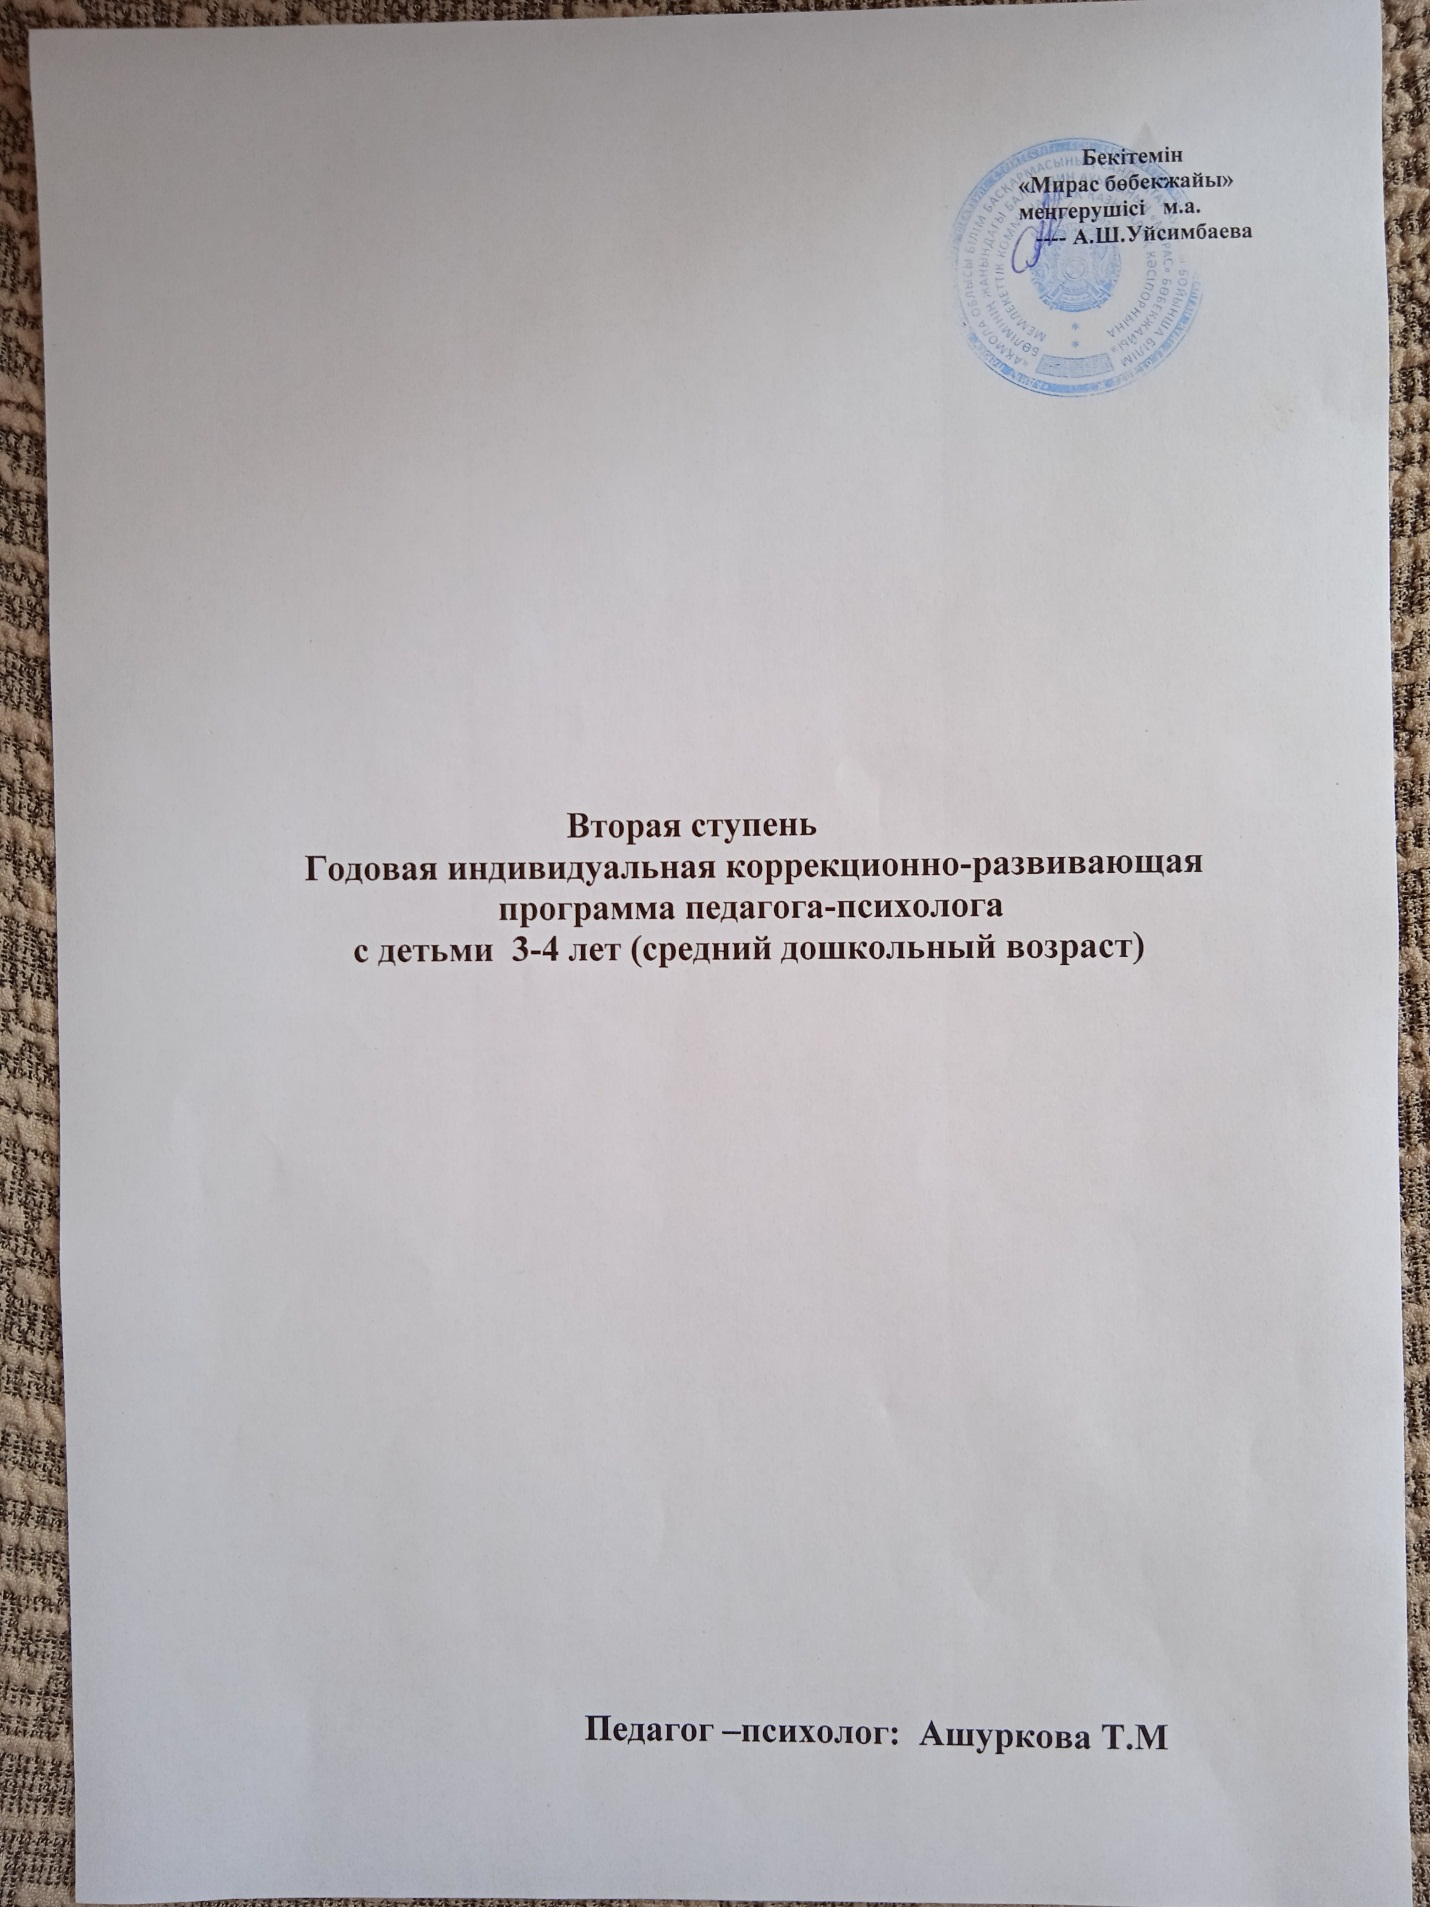 Бекітемін
«Мирас бөбекжайы»
меңгерушісі м.а.
---- А.Ш.Уйсимбаева
Вторая ступень
Годовая индивидуальная коррекционно-развивающая
программа педагога-психолога
с детьми 3-4 лет (средний дошкольный возраст)
Педагог –психолог: Ашуркова Т.М